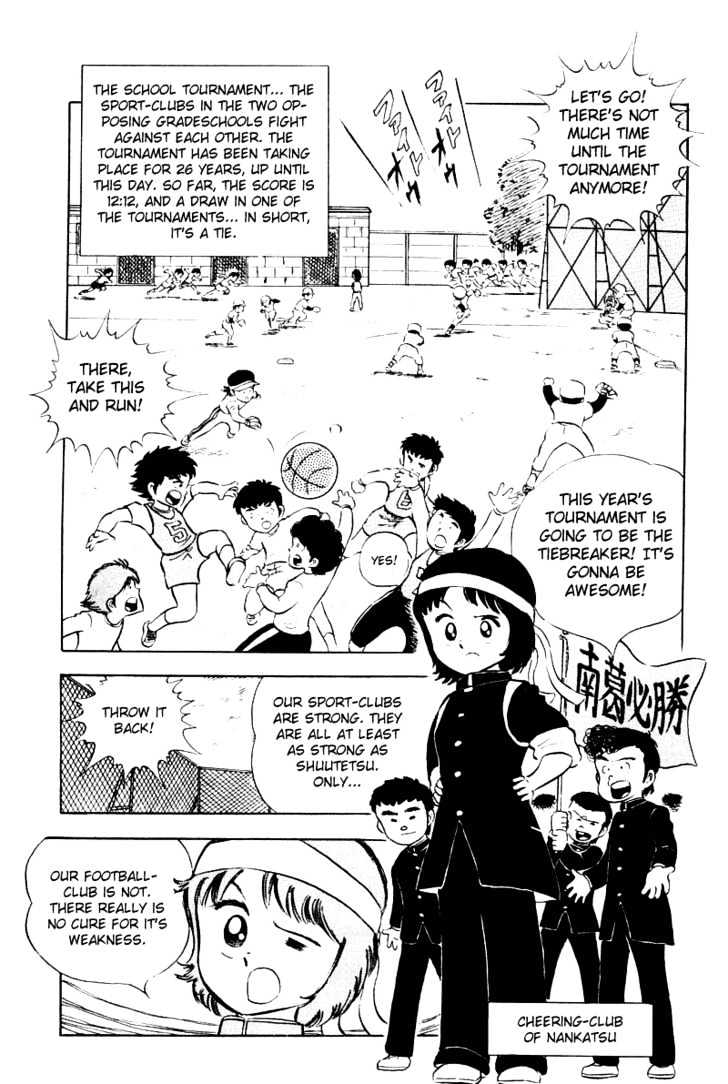 THE SCHOOL TOURNAMENT... THE
SPORT-CLUBS IN THE TWO OP-
POSING GRADESCHOOLS FIGHT
AGAINST EACH OTHER. THE
TOURNAMENT HAS BEEN TAKING
PLACE FOR 26 YEARS, UP UNTIL
THIS DAY. SO FAR, THE SCORE IS
12:12, AND A DRAW IN ONE OF
THE TOURNAMENTS... IN SHORT,
IT'S A TIE.
ファイトオッ
ファイトオッ
LET'S GO!
THERE'S NOT
MUCH TIME
UNTIL THE
TOURNAMENT
ANYMORE!
THERE,
TAKE THIS
AND RUN!
5
6
YES!
THIS YEAR'S
TOURNAMENT IS
GOING TO BE THE
TIEBREAKER! IT'S
GONNA BE
AWESOME!
南葛必勝
THROW IT
BACK!
OUR SPORT-CLUBS
ARE STRONG. THEY
ARE ALL AT LEAST
AS STRONG AS
SHUUTETSU.
ONLY...
OUR FOOTBALL-
CLUB IS NOT.
THERE REALLY IS
NO CURE FOR IT'S
WEAKNESS.
CHEERING-CLUB
OF NANKATSU